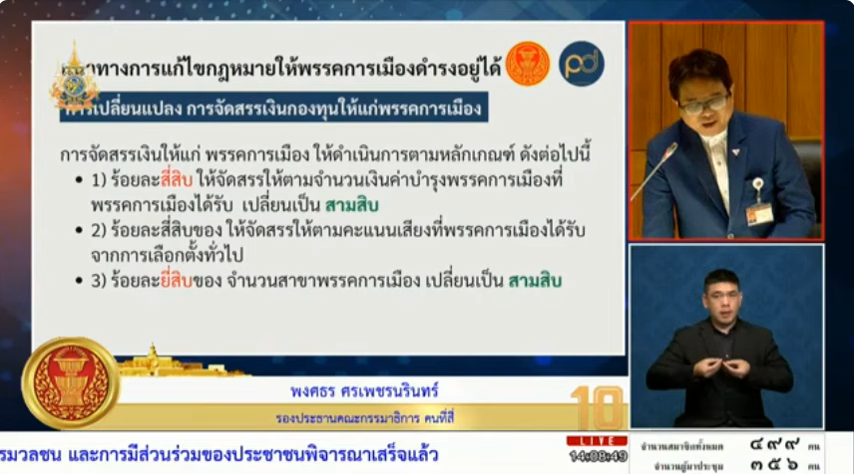 ทางการแก้ไขกฎหมายให้พรรคการเมืองดำรงอยู่ได้
pd
การเปลี่ยนแปลง การจัดสรรเงินกองทุนให้แก่พรรคการเมือง
การจัดสรรเงินให้แก่ พรรคการเมือง ให้ดำเนินการตามหลักเกณฑ์ ดังต่อไปนี้
• 1) ร้อยละสี่สิบ ให้จัดสรรให้ตามจำนวนเงินค่าบำรุงพรรคการเมืองที่
พรรคการเมืองได้รับ เปลี่ยนเป็น สามสิบ
• 2) ร้อยละสี่สิบของ ให้จัดสรรให้ตามคะแนนเสียงที่พรรคการเมืองได้รับ
จากการเลือกตั้งทั่วไป
• 3) ร้อยละยี่สิบของ จำนวนสาขาพรรคการเมือง เปลี่ยนเป็น สามสิบ
พงศธร ศรเพชรนรินทร์
รองประธานคณะกรรมาธิการ คนที่สี่
10
LIVE
14:08:49
รมวลชน และการมีส่วนร่วมของประชาชนพิจารณาเสร็จแล้ว
จำนวนสมาชิกทั้งหมด ๔๙๙ คน
จำนวนผู้มาประชุม ๓๕๖ คน